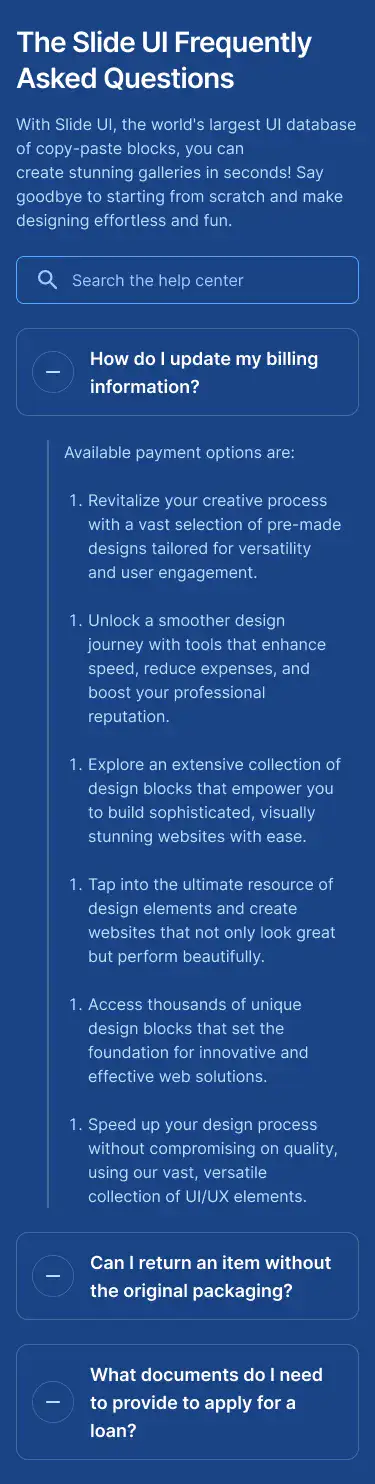 The Slide UI Frequently
Asked Questions
With Slide UI, the world's largest UI database
of copy-paste blocks, you can
create stunning galleries in seconds! Say
goodbye to starting from scratch and make
designing effortless and fun.
Search the help center
How do I update my billing
information?
Available payment options are:
1. Revitalize your creative process
with a vast selection of pre-made
designs tailored for versatility
and user engagement.
1. Unlock a smoother design
journey with tools that enhance
speed, reduce expenses, and
boost your professional
reputation.
1. Explore an extensive collection of
design blocks that empower you
to build sophisticated, visually
stunning websites with ease.
1. Tap into the ultimate resource of
design elements and create
websites that not only look great
but perform beautifully.
1. Access thousands of unique
design blocks that set the
foundation for innovative and
effective web solutions.
1. Speed up your design process
without compromising on quality,
using our vast, versatile
collection of UI/UX elements.
Can I return an item without
the original packaging?
What documents do I need
to provide to apply for a
loan?